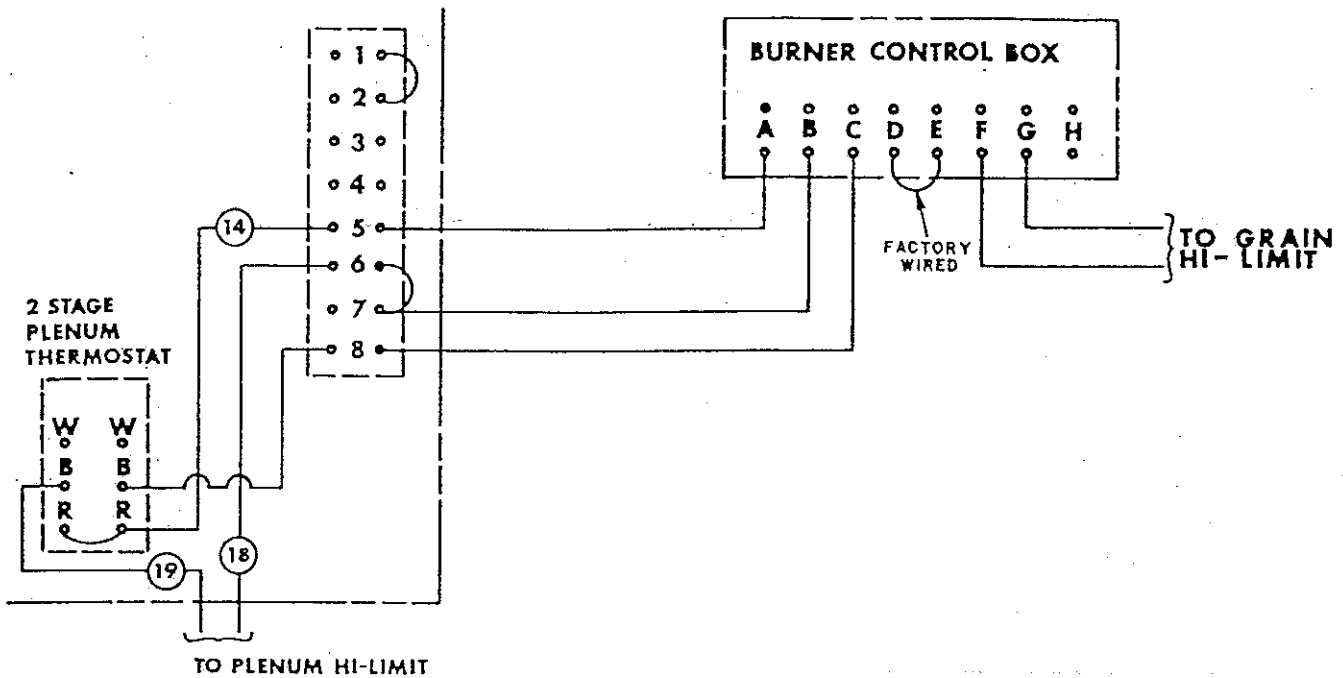 1
2
3
4
5
6
7
8
BURNER CONTROL BOX
A B C D E F G H
FACTORY
WIRED
TO GRAIN
HI-LIMIT
14
2 STAGE
PLENUM
THERMOSTAT
W W
B B
R R
18
19
TO PLENUM HI-LIMIT